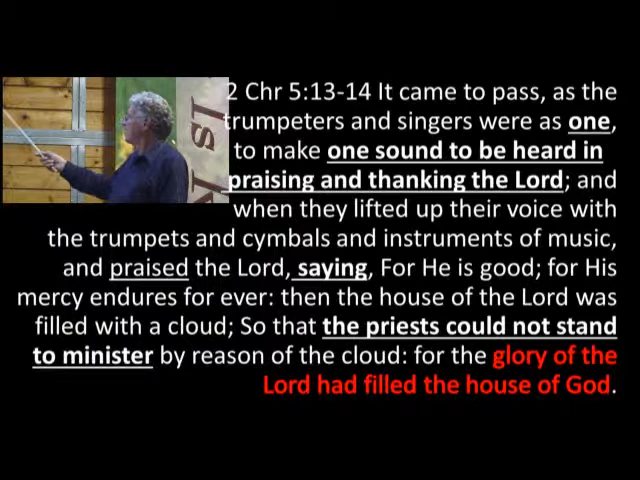 2 Chr 5:13-14 It came to pass, as the
trumpeters and singers were as one,
to make one sound to be heard in
praising and thanking the Lord; and
when they lifted up their voice with
the trumpets and cymbals and instruments of music,
and praised the Lord, saying, For He is good; for His
mercy endures for ever: then the house of the Lord was
filled with a cloud; So that the priests could not stand
to minister by reason of the cloud: for the glory of the
Lord had filled the house of God.